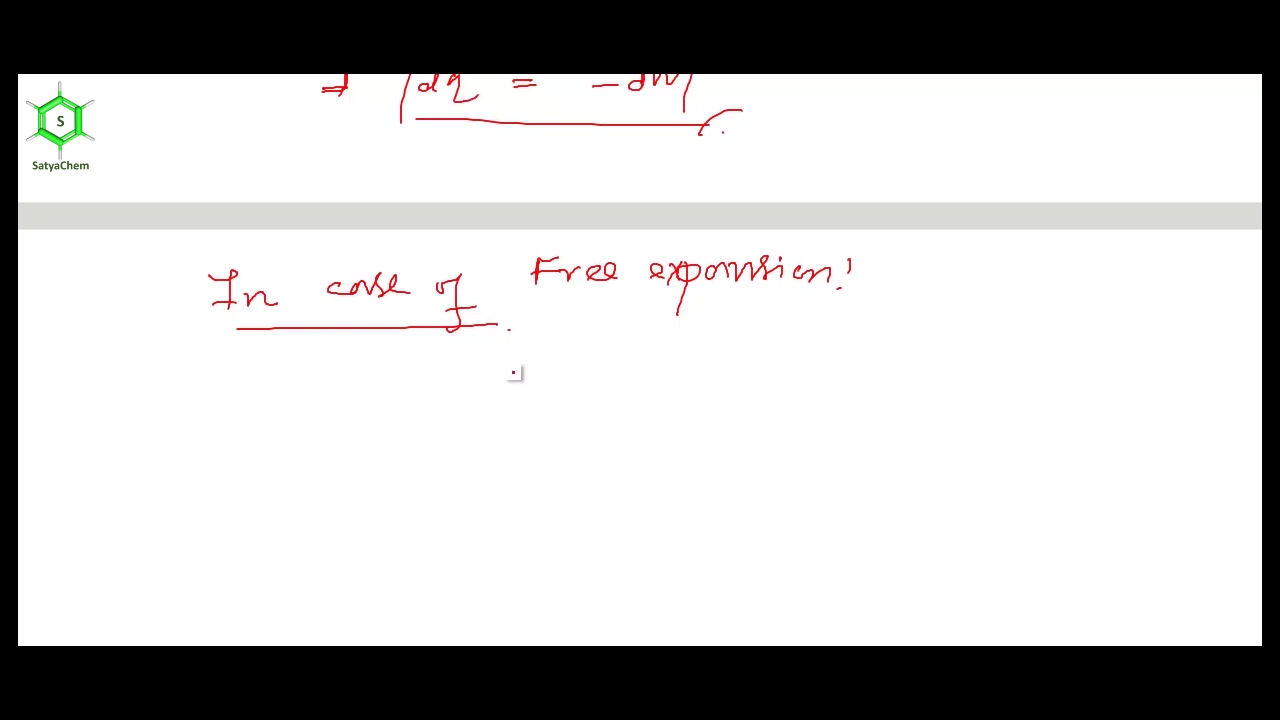 ⇒ dq = -dw
S
SatyaChem
In case of Free expansion: